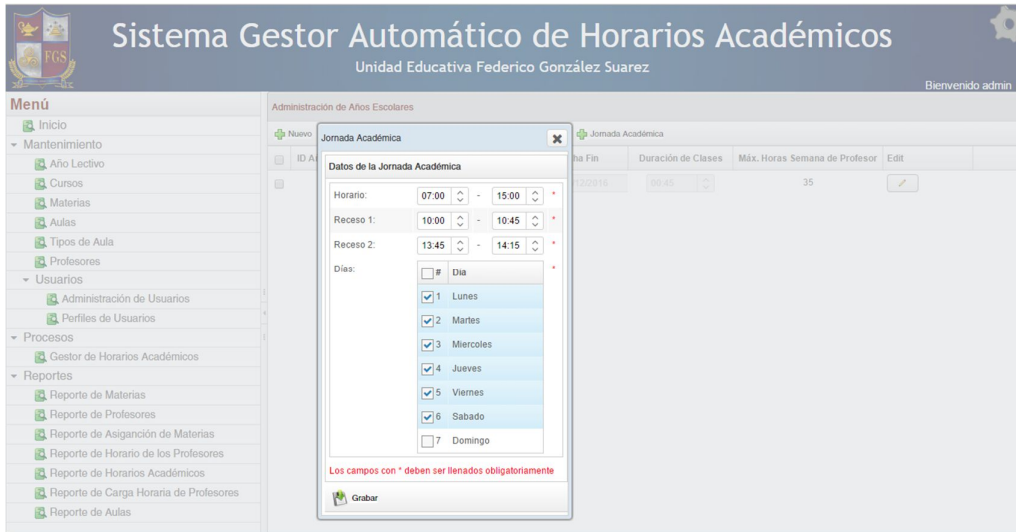 FGS
Sistema Gestor Automático de Horarios Académicos
Unidad Educativa Federico González Suarez
Bienvenido admin
Menú
Inicio
Mantenimiento
Año Lectivo
Cursos
Materias
Aulas
Tipos de Aula
Profesores
Usuarios
Administración de Usuarios
Perfiles de Usuarios
Procesos
Gestor de Horarios Académicos
Reportes
Reporte de Materias
Reporte de Profesores
Reporte de Asiganción de Materias
Reporte de Horario de los Profesores
Reporte de Horarios Académicos
Reporte de Carga Horaria de Profesores
Reporte de Aulas
Administración de Años Escolares
Nuevo Jornada Académica
ID Fin Duración de Clases Máx. Horas Semana de Profesor Edit
00:45 35
Jornada Académica
Datos de la Jornada Académica
Horario: 07:00 - 15:00 *
Receso 1: 10:00 - 10:45 *
Receso 2: 13:45 - 14:15 *
Días: # Dia *
1 Lunes
2 Martes
3 Miercoles
4 Jueves
5 Viernes
6 Sabado
7 Domingo
Los campos con * deben ser llenados obligatoriamente
Grabar